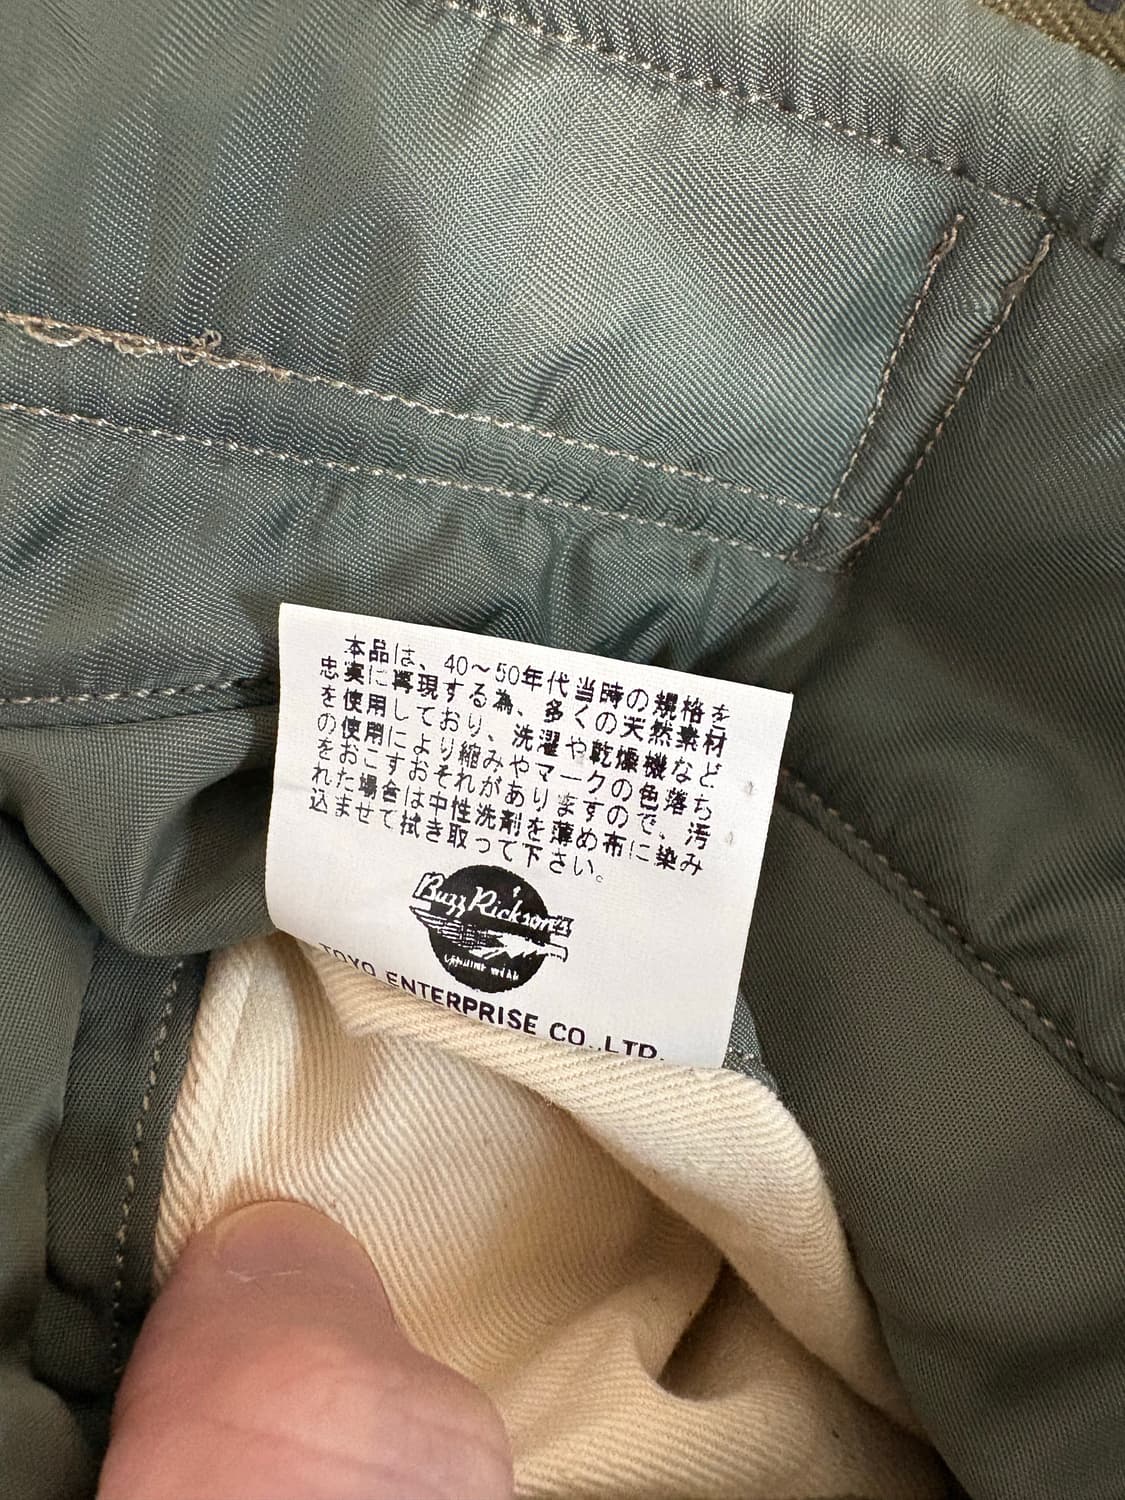 本品は、40〜50年代当時の規格を
忠実に再現する為、多くの天然素材
を使用しており、洗濯や乾燥機など
の使用により縮みやマークの色落ち
をおこすおそれがありますので、汚
れた場合は中性洗剤を薄め布に染み
込ませて拭き取って下さい。
Buzz Rickson's
GENUINE WEAR
TOYO ENTERPRISE CO.,LTD.